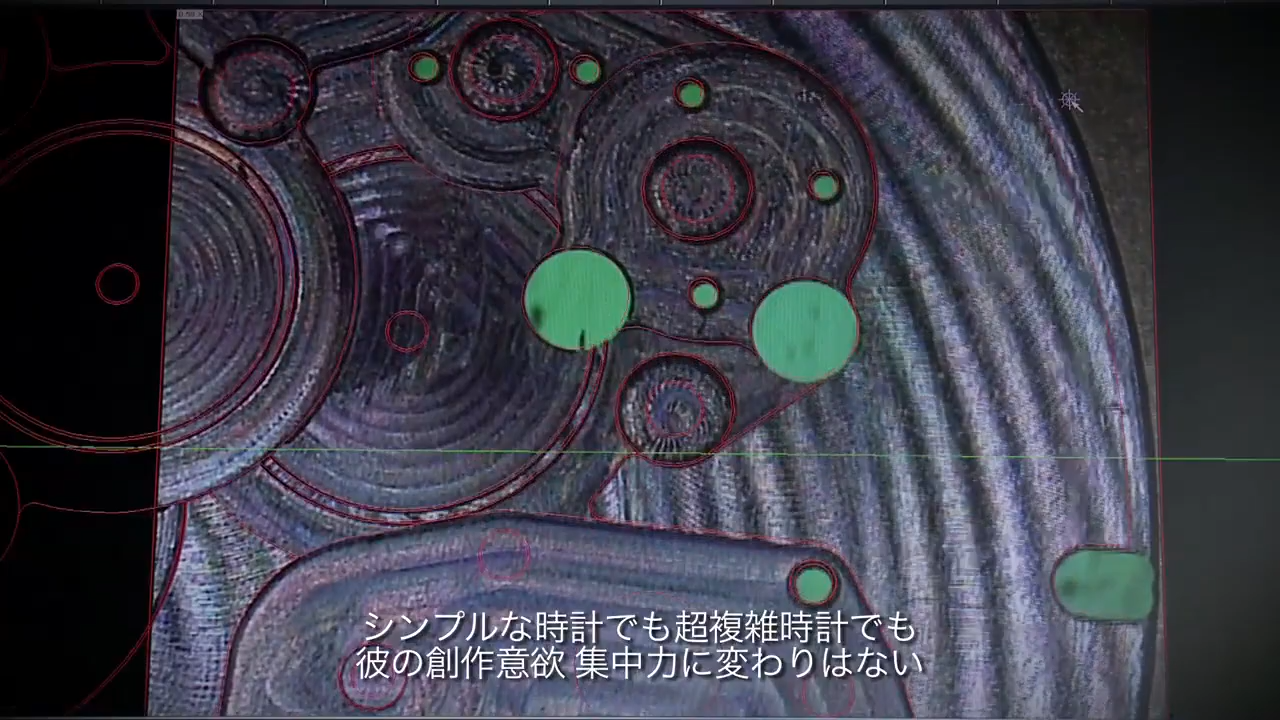 シンプルな時計でも超複雑時計でも
彼の創作意欲 集中力に変わりはない